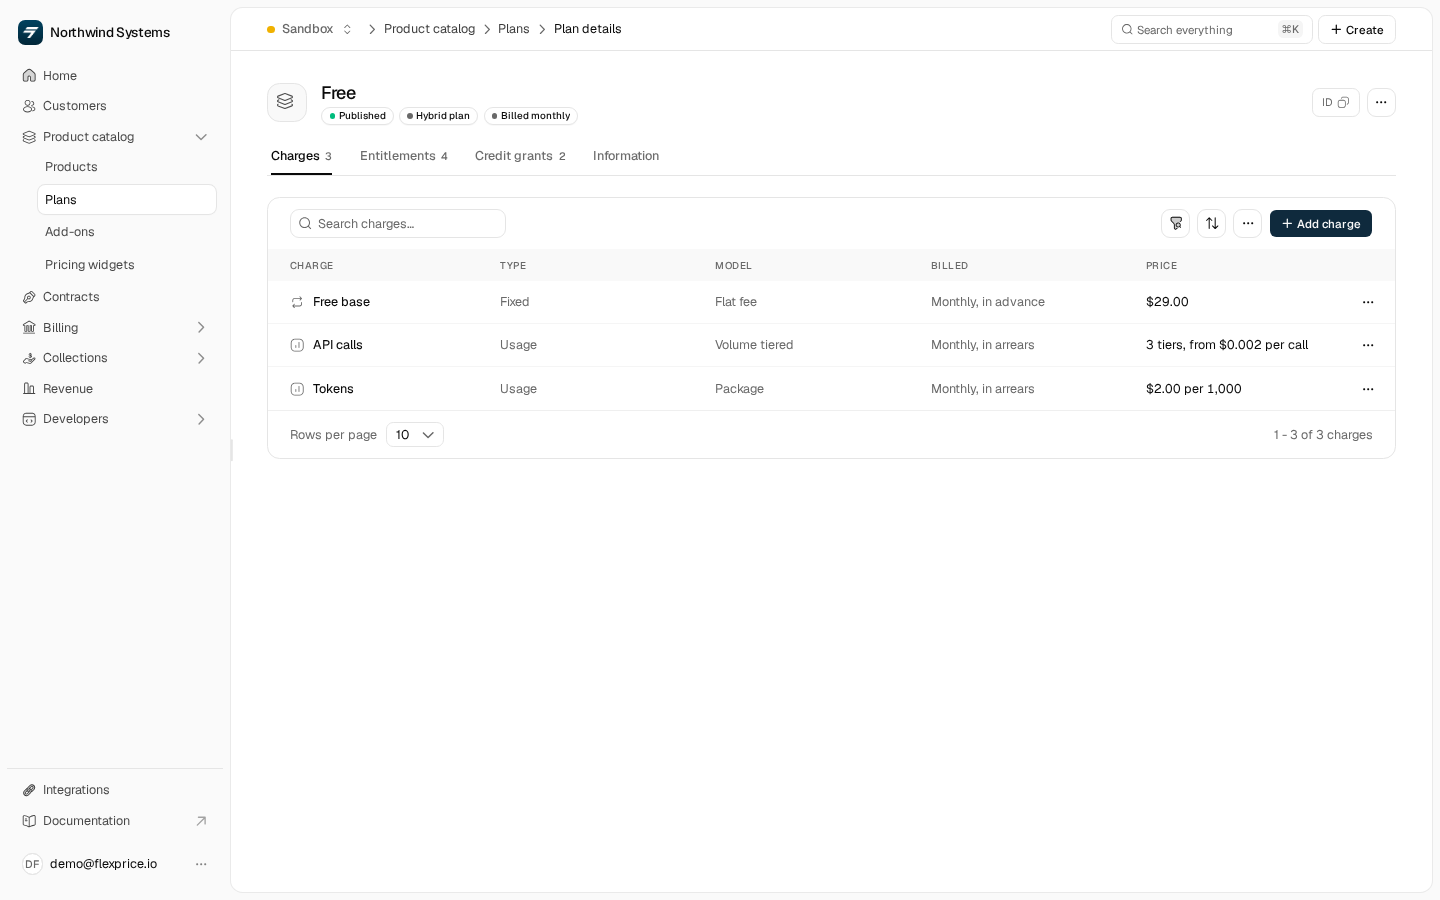 Northwind Systems
Home
Customers
Product catalog
Products
Plans
Add-ons
Pricing widgets
Contracts
Billing
Collections
Revenue
Developers
Integrations
Documentation
DF demo@flexprice.io
Sandbox Product catalog Plans Plan details
Search everything ⌘K
Create
Free
Published Hybrid plan Billed monthly
ID
Charges 3 Entitlements 4 Credit grants 2 Information
Search charges...
Add charge
CHARGE TYPE MODEL BILLED PRICE
Free base Fixed Flat fee Monthly, in advance $29.00
API calls Usage Volume tiered Monthly, in arrears 3 tiers, from $0.002 per call
Tokens Usage Package Monthly, in arrears $2.00 per 1,000
Rows per page 10
1 - 3 of 3 charges